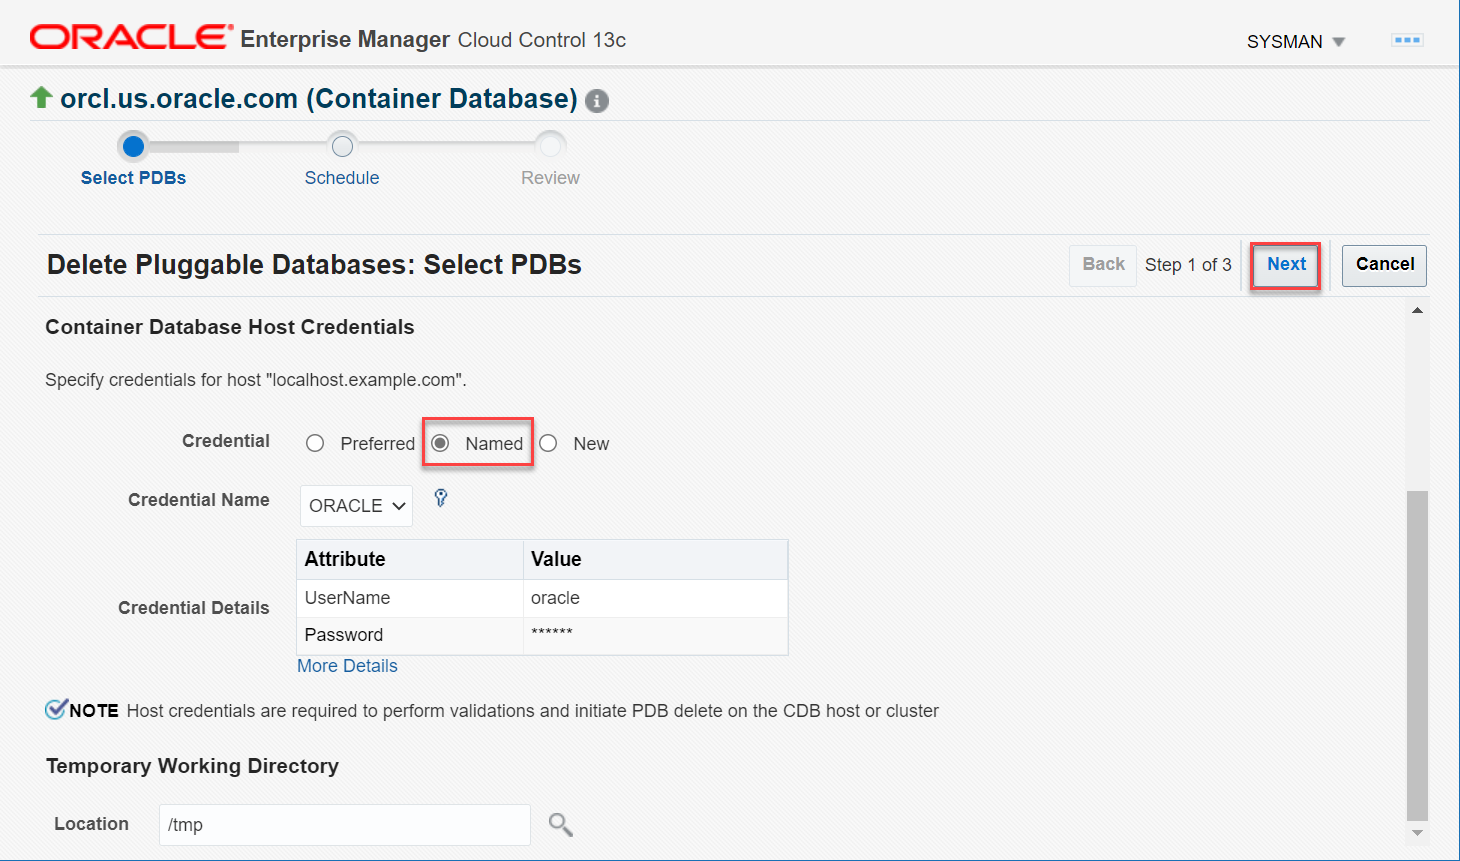 ORACLE Enterprise Manager Cloud Control 13c
SYSMAN
orcl.us.oracle.com (Container Database)
Select PDBs
Schedule
Review
Delete Pluggable Databases: Select PDBs
Back Step 1 of 3 Next Cancel
Container Database Host Credentials
Specify credentials for host "localhost.example.com".
Credential Preferred Named New
Credential Name ORACLE
Attribute Value
UserName oracle
Credential Details
Password ******
More Details
NOTE Host credentials are required to perform validations and initiate PDB delete on the CDB host or cluster
Temporary Working Directory
Location /tmp